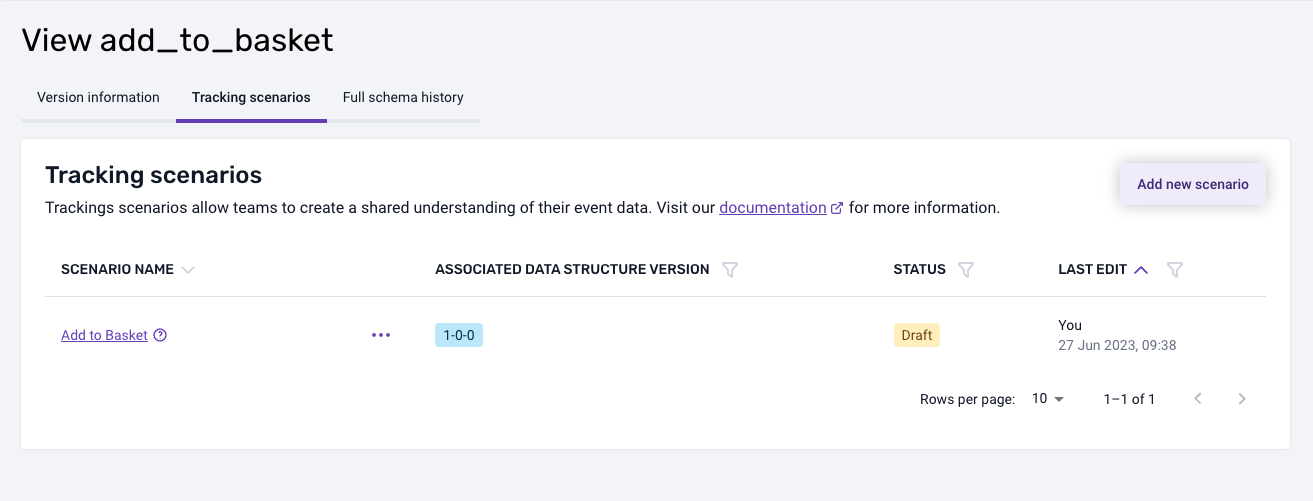 View add_to_basket
Version information
Tracking scenarios
Full schema history
Tracking scenarios
Add new scenario
Trackings scenarios allow teams to create a shared understanding of their event data. Visit our documentation for more information.
SCENARIO NAME
ASSOCIATED DATA STRUCTURE VERSION
STATUS
LAST EDIT
Add to Basket
1-0-0
Draft
You
27 Jun 2023, 09:38
Rows per page:
10
1–1 of 1